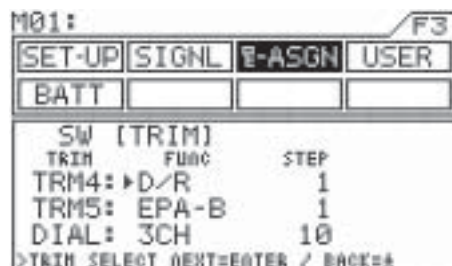 M01: F3
SET-UP SIGNL E-ASGN USER
BATT
SW [TRIM]
TRIM FUNC STEP
TRM4: ▸D/R 1
TRM5: EPA-B 1
DIAL: 3CH 10
>TRIM SELECT NEXT=ENTER / BACK=